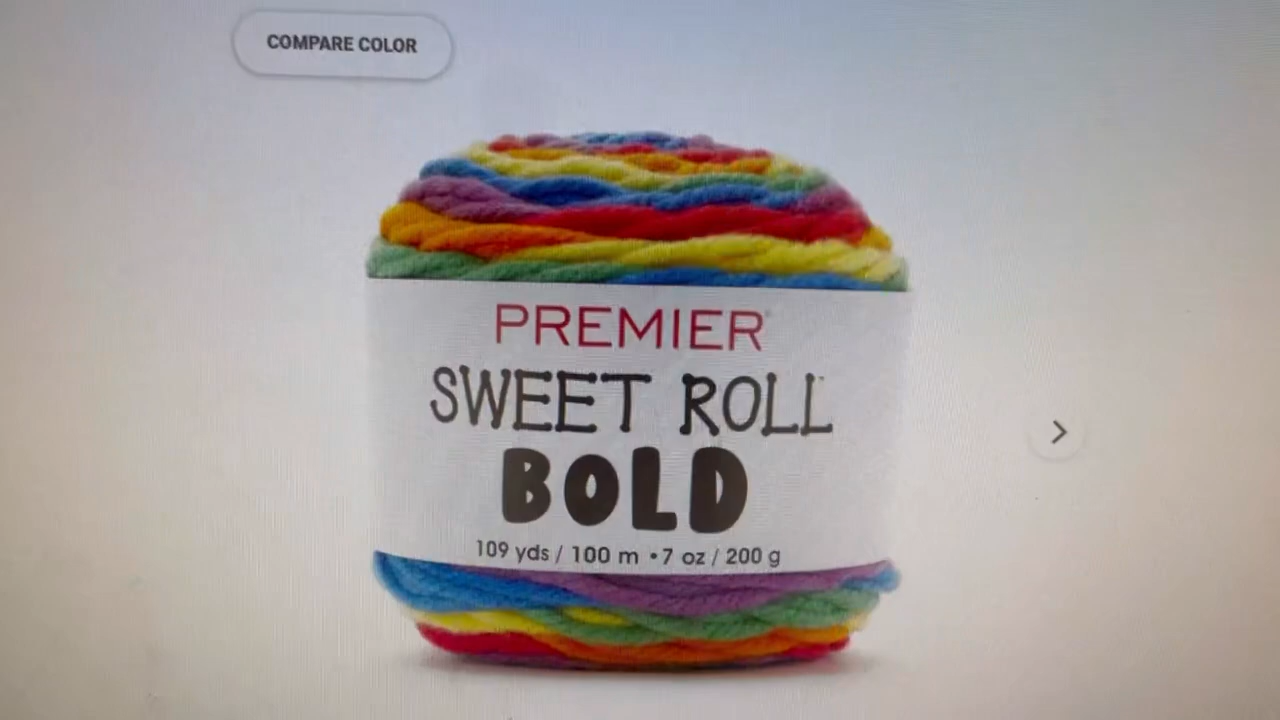 COMPARE COLOR
PREMIER
SWEET ROLL
BOLD
109 yds / 100 m • 7 oz / 200 g